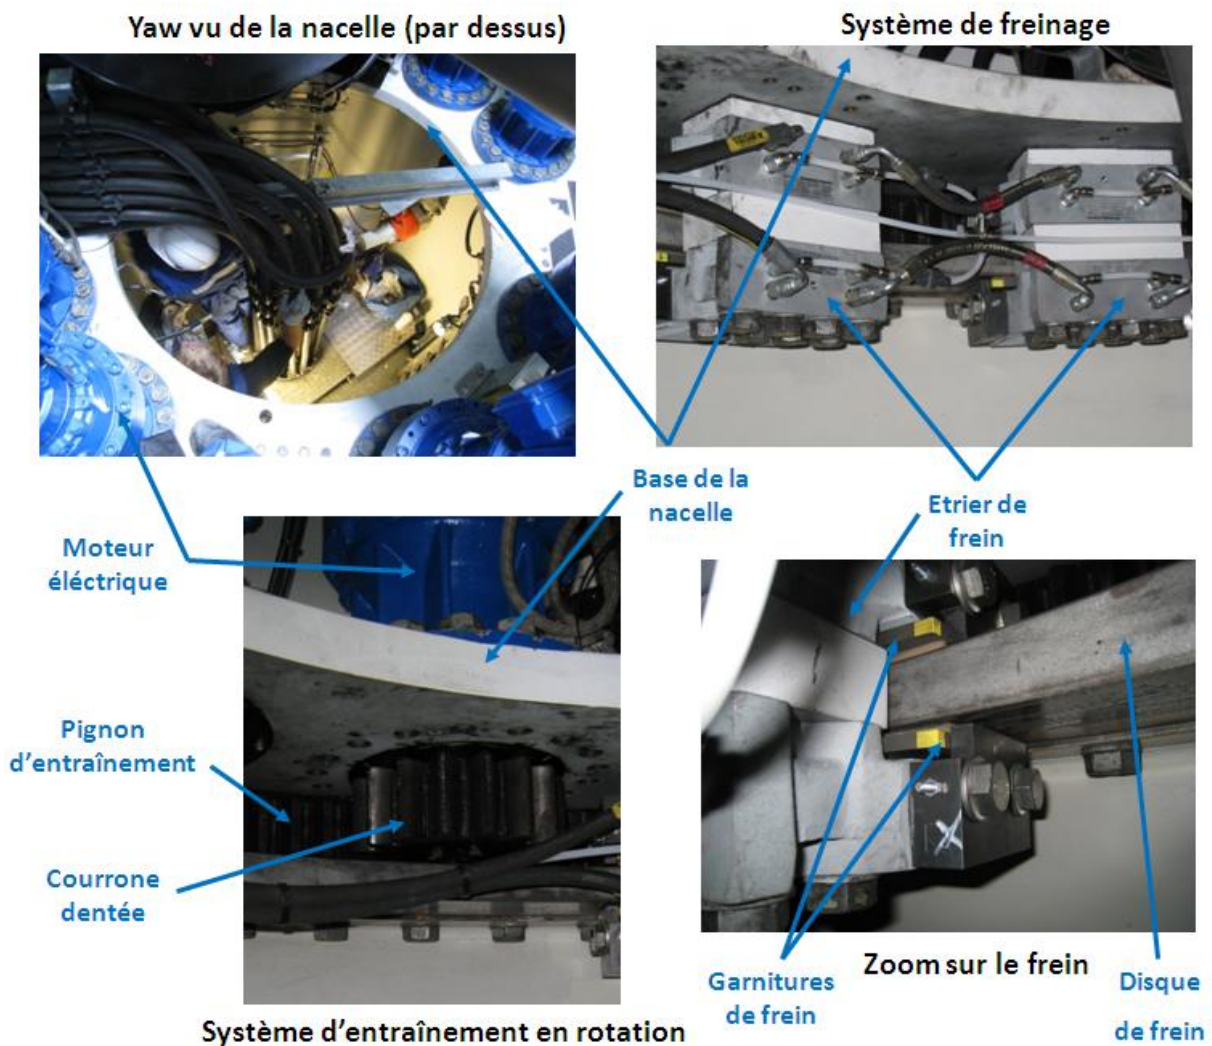 Yaw vu de la nacelle (par dessus)
Système de freinage
Base de la
nacelle
Etrier de
frein
Moteur
éléctrique
Pignon
d'entraînement
Courrone
dentée
Garnitures
de frein
Zoom sur le frein
Disque
de frein
Système d'entraînement en rotation